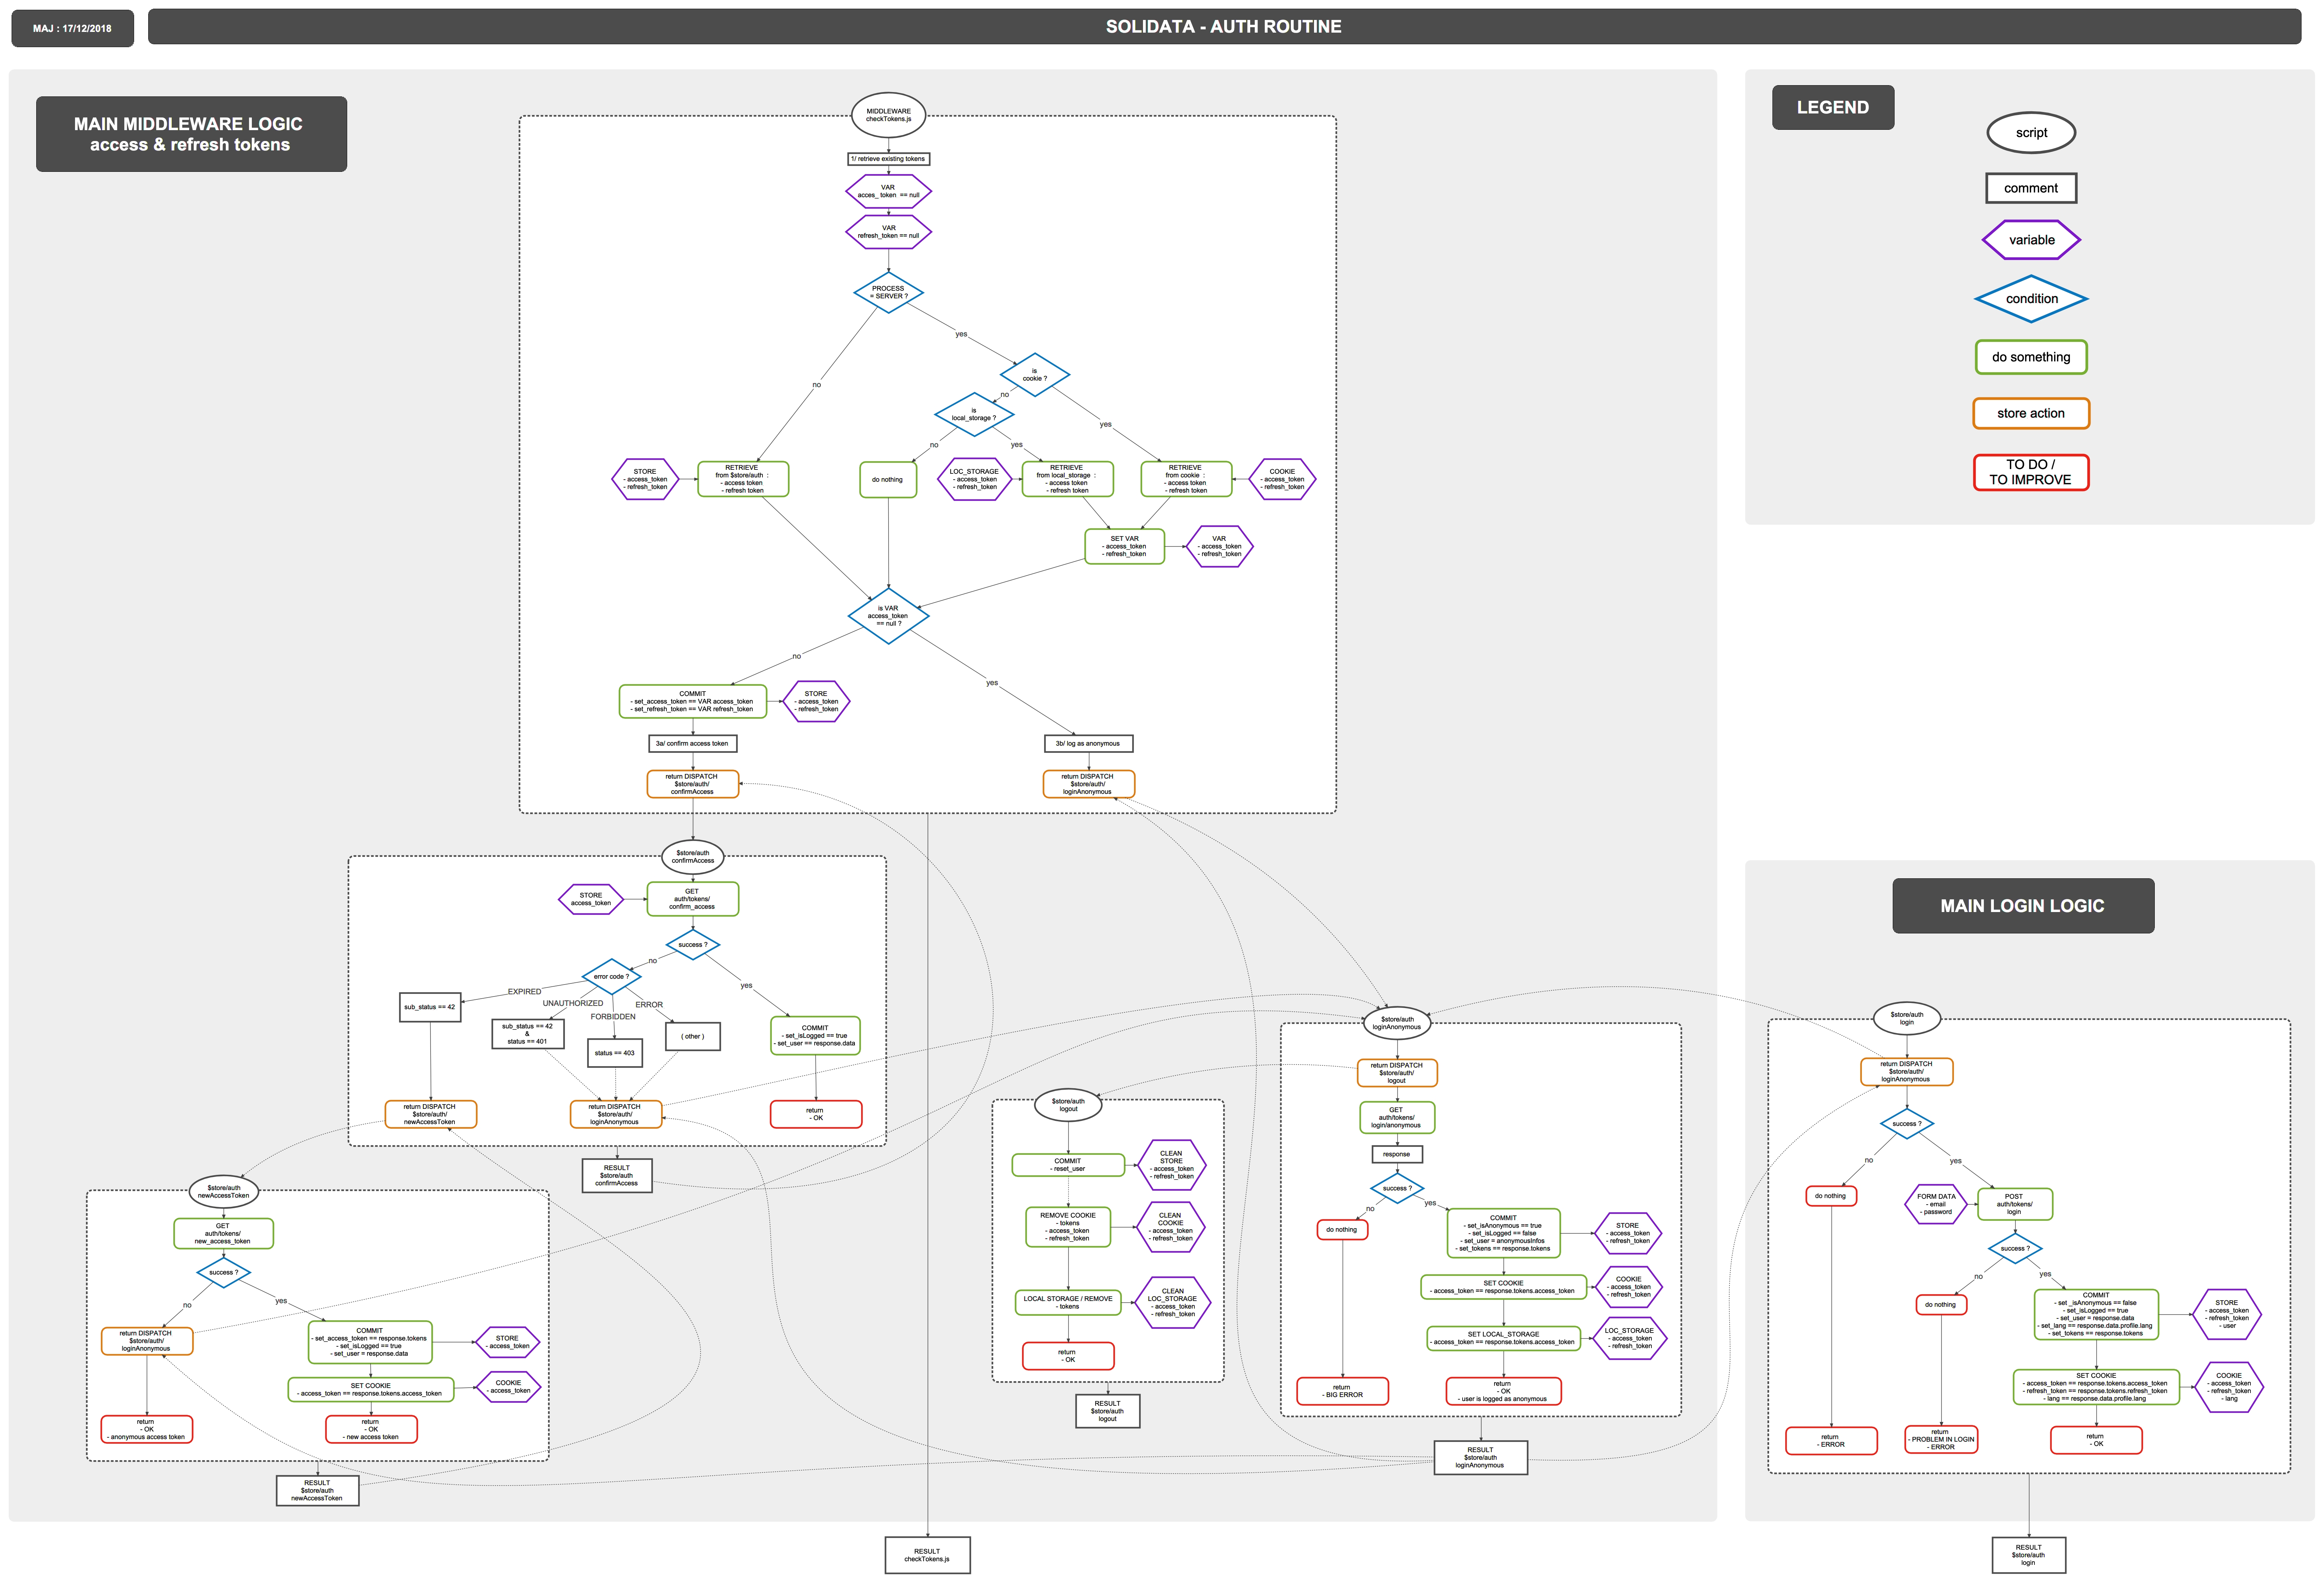 MAJ : 17/12/2018
SOLIDATA - AUTH ROUTINE
MAIN MIDDLEWARE LOGIC
access & refresh tokens
MIDDLEWARE
checkTokens.js
1/ retrieve existing tokens
VAR
acces_ token == null
VAR
refresh_token == null
PROCESS
= SERVER ?
yes
no
is
cookie ?
no
yes
is
local_storage ?
no
yes
STORE
- access_token
- refresh_token
RETRIEVE
from $store/auth :
- access token
- refresh token
do nothing
LOC_STORAGE
- access_token
- refresh_token
RETRIEVE
from local_storage :
- access token
- refresh token
RETRIEVE
from cookie :
- access token
- refresh token
COOKIE
- access_token
- refresh_token
SET VAR
- access_token
- refresh_token
VAR
- access_token
- refresh_token
is VAR
access_token
== null ?
no
yes
COMMIT
- set_access_token == VAR access_token
- set_refresh_token == VAR refresh_token
STORE
- access_token
- refresh_token
3a/ confirm access token
3b/ log as anonymous
return DISPATCH
$store/auth/
confirmAccess
return DISPATCH
$store/auth/
loginAnonymous
$store/auth
confirmAccess
STORE
access_token
GET
auth/tokens/
confirm_access
success ?
no
yes
error code ?
EXPIRED
UNAUTHORIZED
FORBIDDEN
ERROR
sub_status == 42
sub_status == 42
&
status == 401
status == 403
( other )
COMMIT
- set_isLogged == true
- set_user == response.data
return DISPATCH
$store/auth/
newAccessToken
return DISPATCH
$store/auth/
loginAnonymous
return
- OK
RESULT
$store/auth
confirmAccess
$store/auth
newAccessToken
GET
auth/tokens/
new_access_token
success ?
no
yes
return DISPATCH
$store/auth/
loginAnonymous
COMMIT
- set_access_token == response.tokens
- set_isLogged == true
- set_user == response.data
STORE
- access_token
SET COOKIE
- access_token == response.tokens.access_token
COOKIE
- access_token
return
- OK
- anonymous access token
return
- OK
- new access token
RESULT
$store/auth
newAccessToken
$store/auth
logout
COMMIT
- reset_user
CLEAN
STORE
- access_token
- refresh_token
REMOVE COOKIE
- tokens
- access_token
- refresh_token
CLEAN
COOKIE
- access_token
- refresh_token
LOCAL STORAGE / REMOVE
- tokens
CLEAN
LOC_STORAGE
- access_token
- refresh_token
return
- OK
RESULT
$store/auth
logout
$store/auth
loginAnonymous
return DISPATCH
$store/auth/
logout
GET
auth/tokens/
login/anonymous
response
success ?
no
yes
do nothing
COMMIT
- set_isAnonymous == true
- set_isLogged == false
- set_user = anonymousInfos
- set_tokens == response.tokens
STORE
- access_token
- refresh_token
SET COOKIE
- access_token == response.tokens.access_token
COOKIE
- access_token
- refresh_token
SET LOCAL_STORAGE
- access_token == response.tokens.access_token
LOC_STORAGE
- access_token
- refresh_token
return
- BIG ERROR
return
- OK
- user is logged as anonymous
RESULT
$store/auth
loginAnonymous
RESULT
checkTokens.js
LEGEND
script
comment
variable
condition
do something
store action
TO DO /
TO IMPROVE
MAIN LOGIN LOGIC
$store/auth
login
return DISPATCH
$store/auth/
loginAnonymous
success ?
no
yes
do nothing
FORM DATA
- email
- password
POST
auth/tokens/
login
success ?
no
yes
do nothing
COMMIT
- set _isAnonymous == false
- set_isLogged == true
- set_user = response.data
- set_lang == response.data.profile.lang
- set_tokens == response.tokens
STORE
- access_token
- refresh_token
- user
SET COOKIE
- access_token == response.tokens.access_token
- refresh_token == response.tokens.refresh_token
- lang == response.data.profile.lang
COOKIE
- access_token
- refresh_token
- lang
return
- ERROR
return
- PROBLEM IN LOGIN
- ERROR
return
- OK
RESULT
$store/auth
login